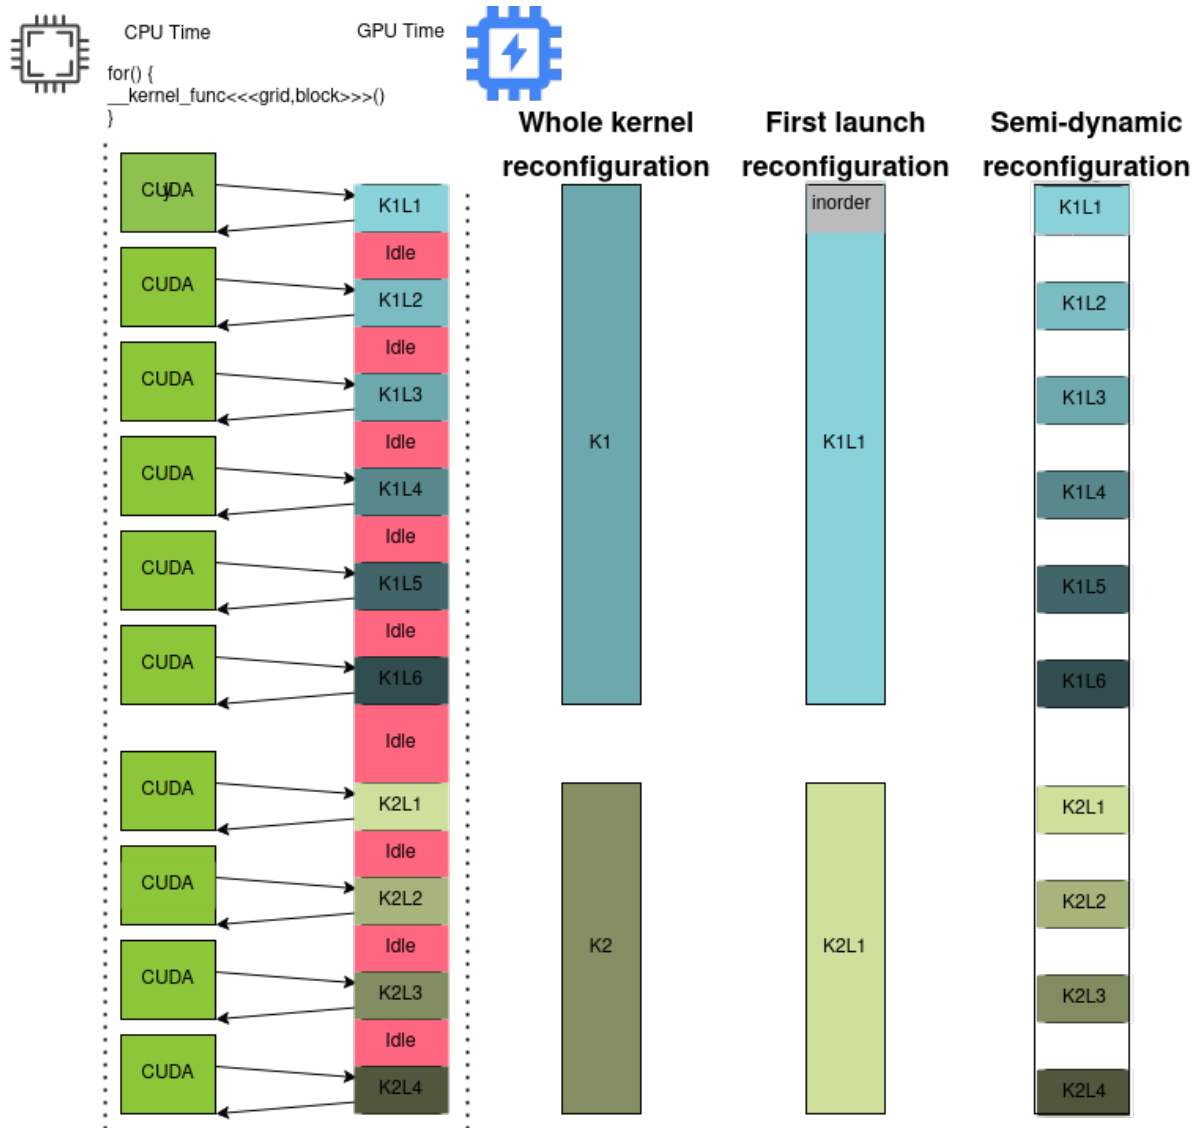 CPU Time
GPU Time
for() {
__kernel_func<<<grid,block>>>()
}
Whole kernel
reconfiguration
First launch
reconfiguration
Semi-dynamic
reconfiguration
CUDA
K1L1
Idle
CUDA
K1L2
Idle
CUDA
K1L3
Idle
CUDA
K1L4
Idle
CUDA
K1L5
Idle
CUDA
K1L6
Idle
CUDA
K2L1
Idle
CUDA
K2L2
Idle
CUDA
K2L3
Idle
CUDA
K2L4
K1
K2
inorder
K1L1
K2L1
K1L1
K1L2
K1L3
K1L4
K1L5
K1L6
K2L1
K2L2
K2L3
K2L4